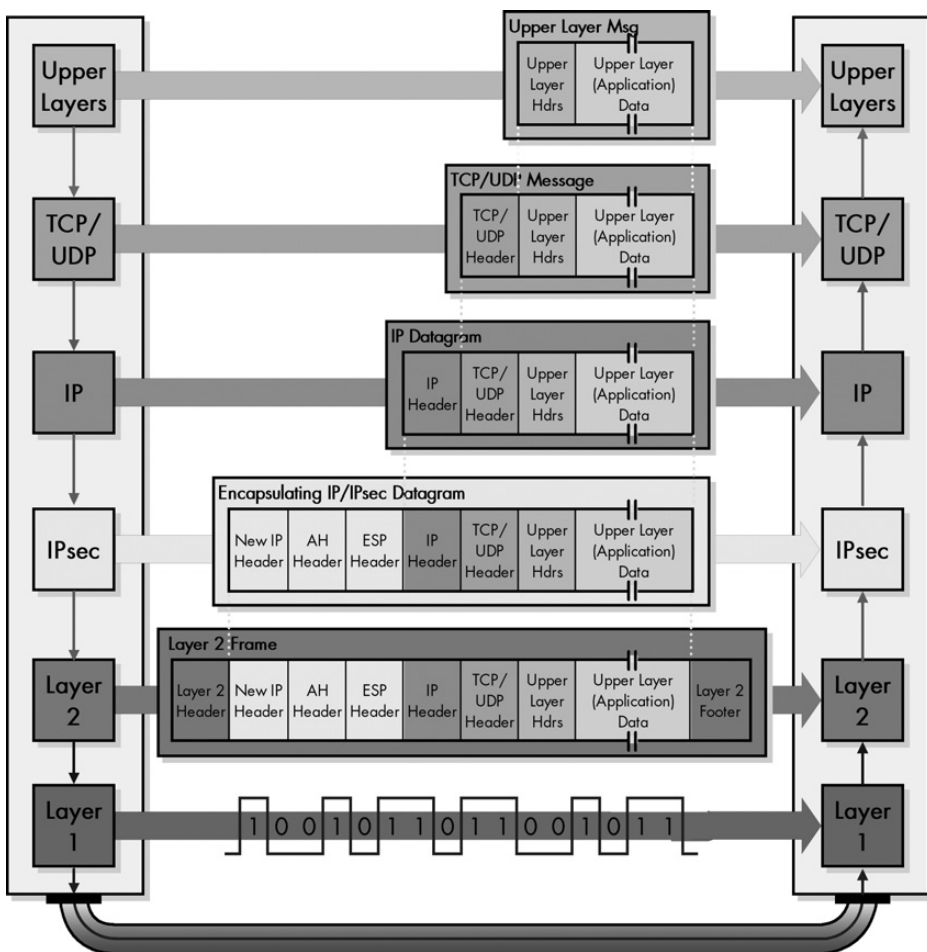 Upper Layer Msg
Upper
Layers
Upper
Layer
Hdrs
Upper Layer
(Application)
Data
Upper
Layers
TCP/UDP Message
TCP/
UDP
TCP/
UDP
Header
Upper
Layer
Hdrs
Upper Layer
(Application)
Data
TCP/
UDP
IP Datagram
IP
IP
Header
TCP/
UDP
Header
Upper
Layer
Hdrs
Upper Layer
(Application)
Data
IP
Encapsulating IP/IPsec Datagram
IPsec
New IP
Header
AH
Header
ESP
Header
IP
Header
TCP/
UDP
Header
Upper
Layer
Hdrs
Upper Layer
(Application)
Data
IPsec
Layer 2 Frame
Layer
2
Layer 2
Header
New IP
Header
AH
Header
ESP
Header
IP
Header
TCP/
UDP
Header
Upper
Layer
Hdrs
Upper Layer
(Application)
Data
Layer 2
Footer
Layer
2
Layer
1
1 0 0 1 0 1 1 0 1 1 0 0 1 0 1 1
Layer
1